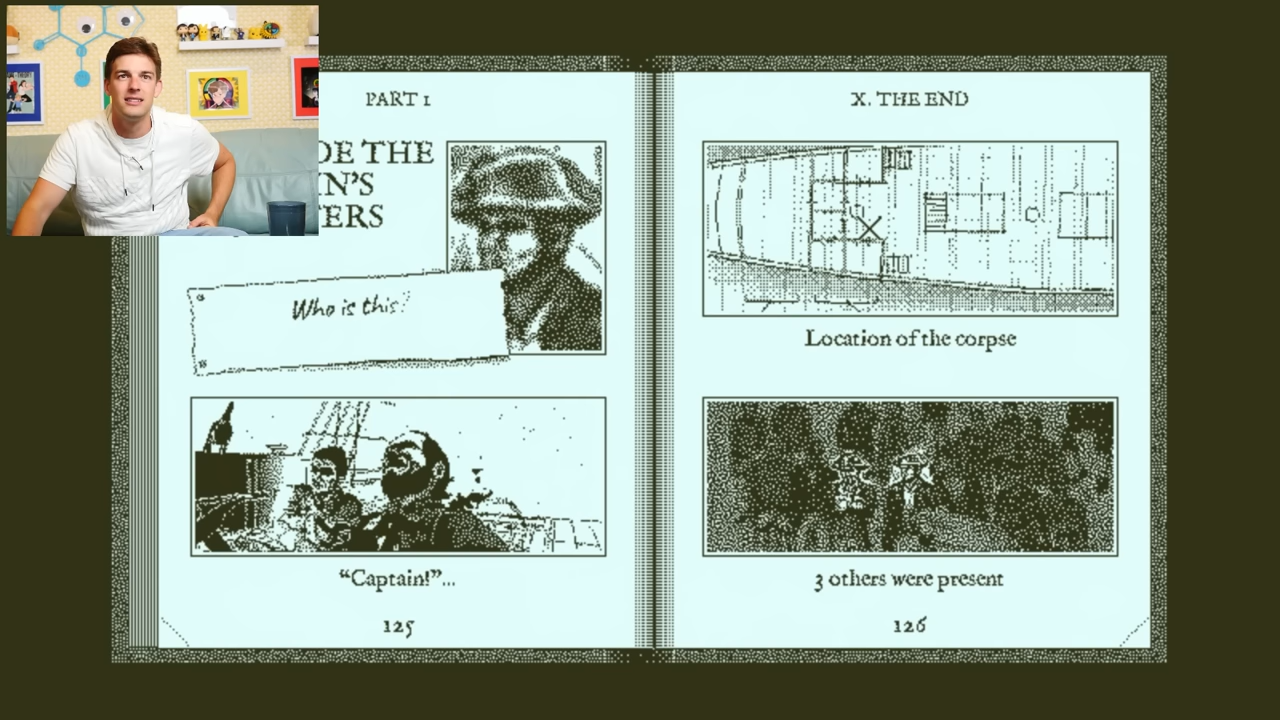 PART 1
X. THE END
DE THE
IN'S
ERS
Who is this?
Location of the corpse
"Captain!"...
3 others were present
125
126